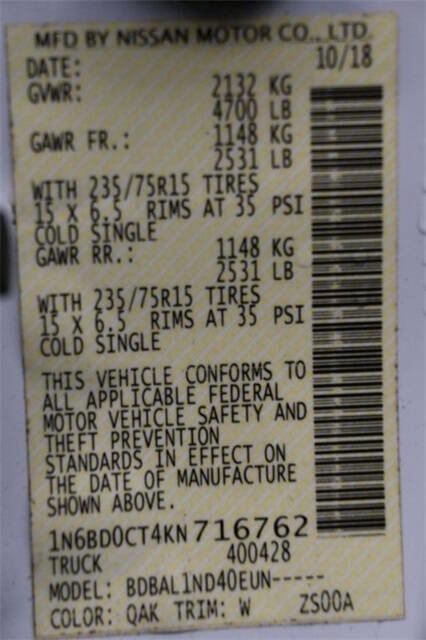 MFD BY NISSAN MOTOR CO., LTD.
DATE: 10/18
GVWR: 2132 KG
4700 LB
GAWR FR.: 1148 KG
2531 LB
WITH 235/75R15 TIRES
15 X 6.5 RIMS AT 35 PSI
COLD SINGLE
GAWR RR.: 1148 KG
2531 LB
WITH 235/75R15 TIRES
15 X 6.5 RIMS AT 35 PSI
COLD SINGLE
THIS VEHICLE CONFORMS TO
ALL APPLICABLE FEDERAL
MOTOR VEHICLE SAFETY AND
THEFT PREVENTION
STANDARDS IN EFFECT ON
THE DATE OF MANUFACTURE
SHOWN ABOVE.
1N6BD0CT4KN716762
TRUCK 400428
MODEL: BDBAL1ND40EUN-----
COLOR: QAK TRIM: W ZS00A